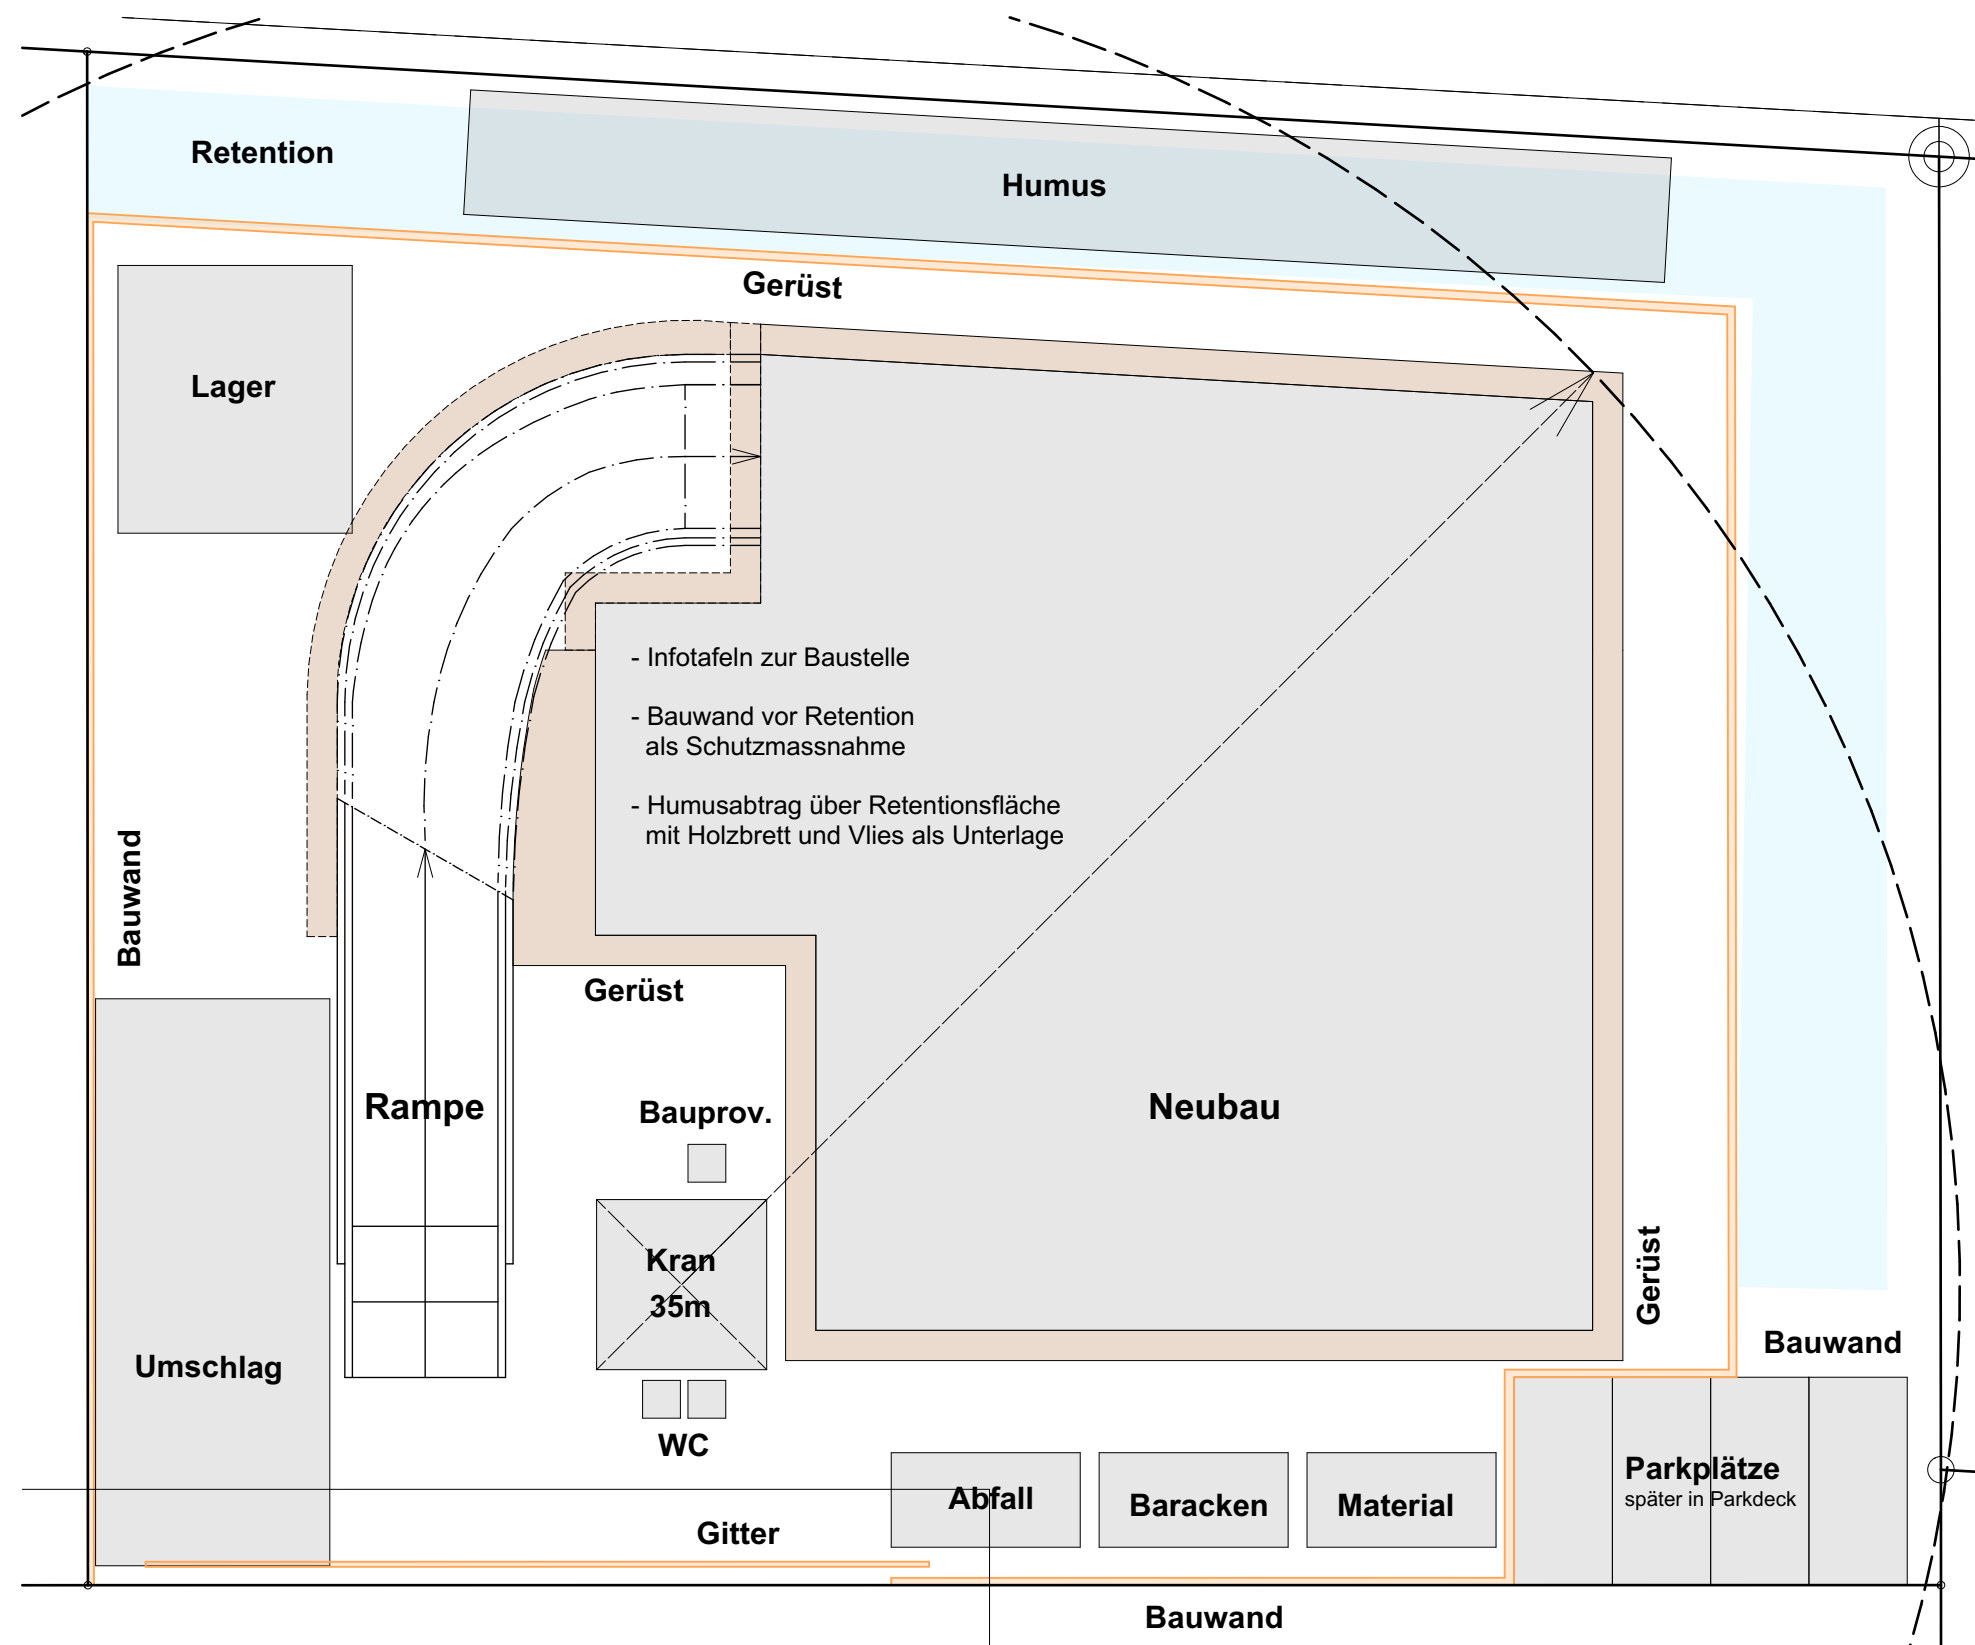 Retention
Humus
Gerüst
Lager
- Infotafeln zur Baustelle
- Bauwand vor Retention
als Schutzmassnahme
- Humusabtrag über Retentionsfläche
mit Holzbrett und Vlies als Unterlage
Bauwand
Gerüst
Rampe
Bauprov.
Neubau
Kran
35m
Gerüst
Umschlag
Bauwand
WC
Abfall
Baracken
Material
Parkplätze
später in Parkdeck
Gitter
Bauwand